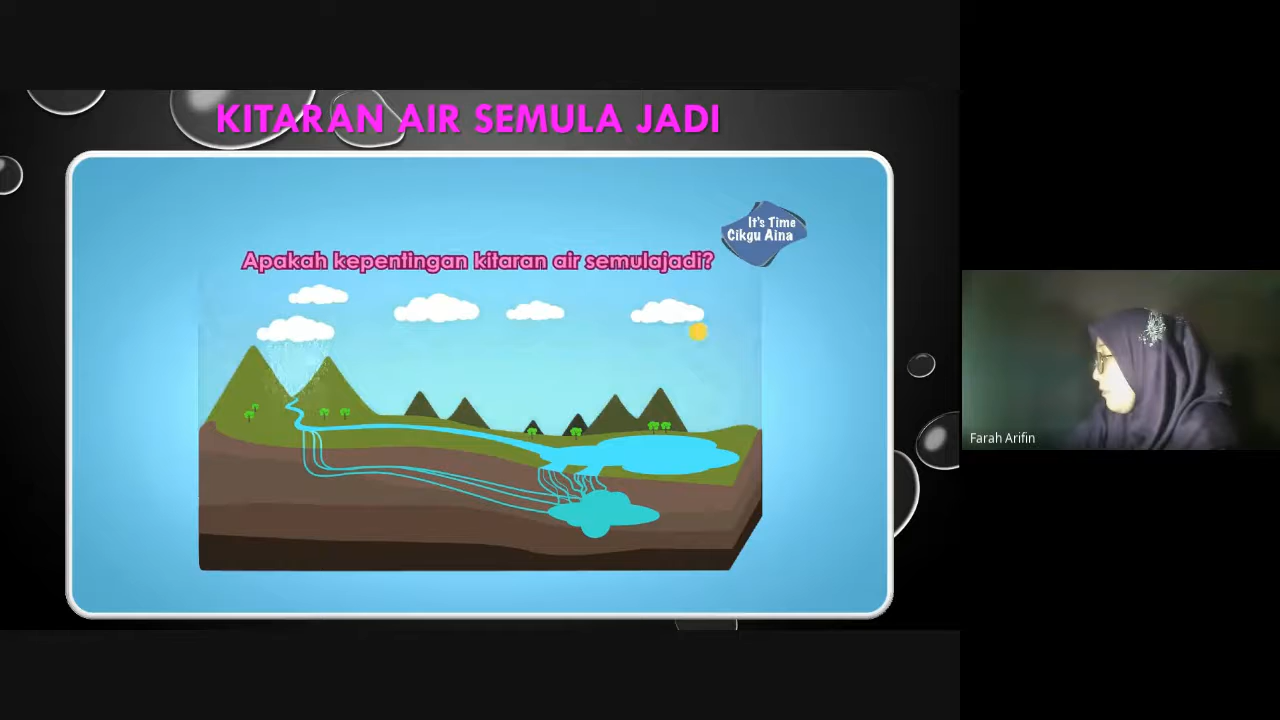 KITARAN AIR SEMULA JADI
It's Time
Cikgu Aina
Apakah kepentingan kitaran air semulajadi?
Farah Arifin